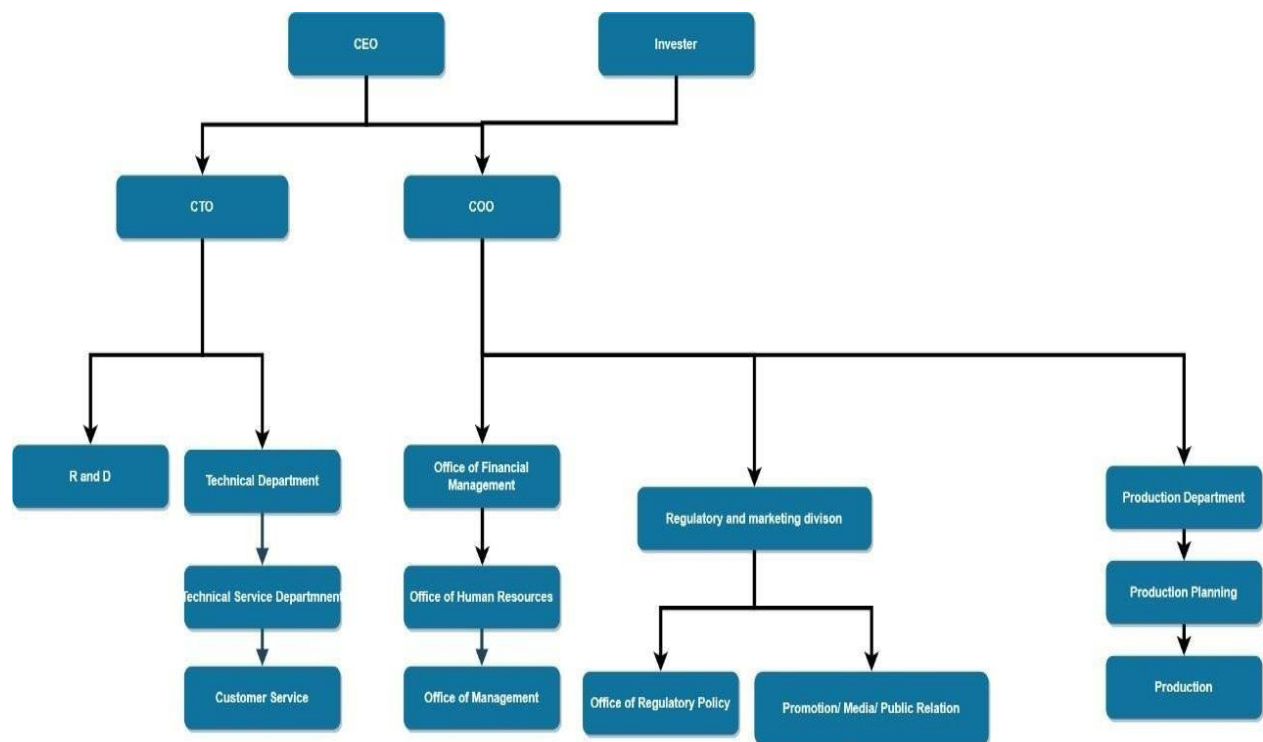 CEO
Invester
CTO
COO
R and D
Technical Department
Office of Financial
Management
Regulatory and marketing divison
Production Department
Technical Service Departmnent
Office of Human Resources
Production Planning
Customer Service
Office of Management
Office of Regulatory Policy
Promotion/ Media/ Public Relation
Production